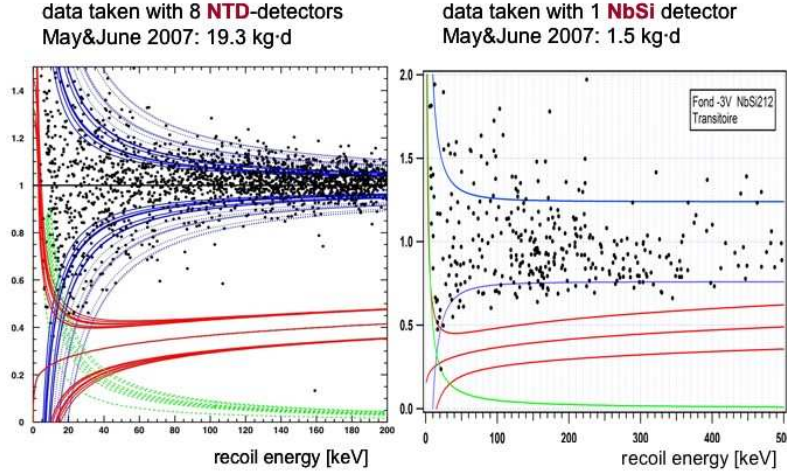 data taken with 8 NTD-detectors
May&June 2007: 19.3 kg·d
data taken with 1 NbSi detector
May&June 2007: 1.5 kg·d
1.4
1.2
1
0.8
0.6
0.4
0.2
0
0 20 40 60 80 100 120 140 160 180 200
recoil energy [keV]
2.0
Fond -3V NbSi212
Transitoire
1.5
1.0
0.5
0.0
0 100 200 300 400 500
recoil energy [keV]